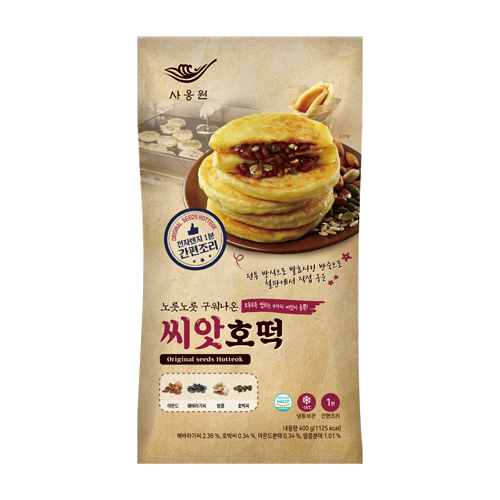 사옹원
ORIGINAL SEEDS HOTTEOK
전자렌지 1분
간편조리
전통 방식으로 발효시킨 반죽으로
철판에서 직접 구운
노릇노릇 구워나온
씨앗호떡
Original seeds Hotteok
아몬드 해바라기씨 땅콩 호박씨
HACCP
-18℃ 1분
냉동보관 간편조리
내용량 400g(1125 kcal)
해바라기씨 2.36 %, 호박씨 0.34 %, 아몬드분태 0.34 %, 땅콩분태 1.01 %